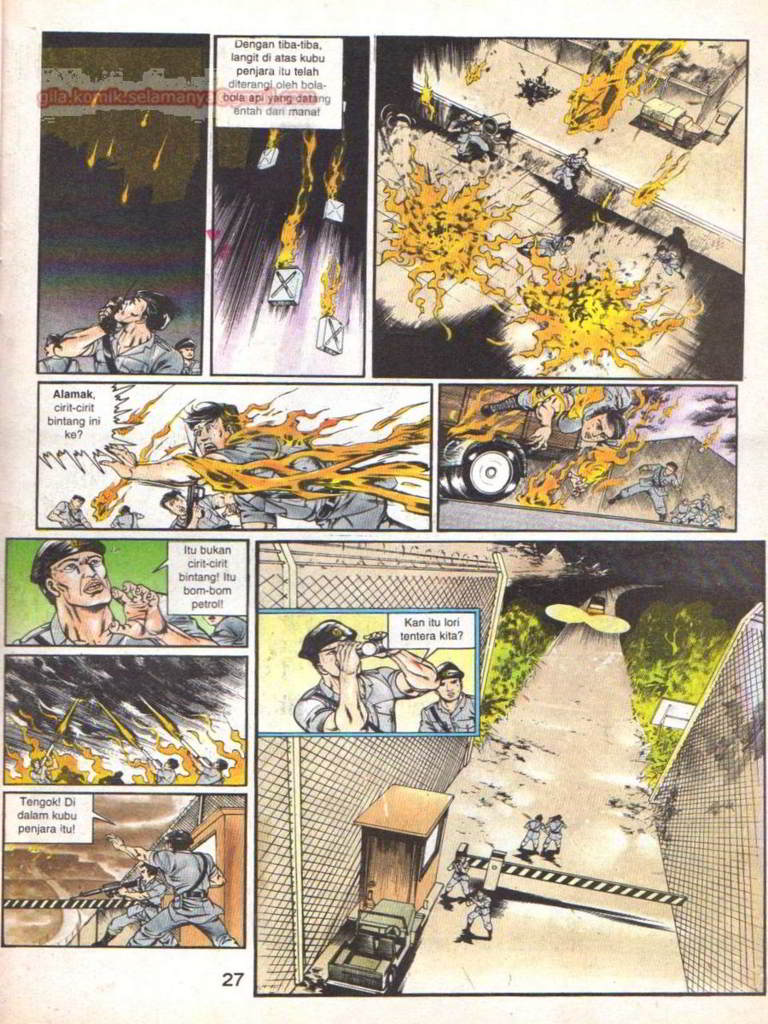 gila.komik.selamanya
Dengan tiba-tiba,
langit di atas kubu
penjara itu telah
diterangi oleh bola-
bola api yang datang
entah dari mana!
Alamak,
cirit-cirit
bintang ini
ke?
Itu bukan
cirit-cirit
bintang! Itu
bom-bom
petrol!
Kan itu lori
tentera kita?
Tengok! Di
dalam kubu
penjara itu!
27